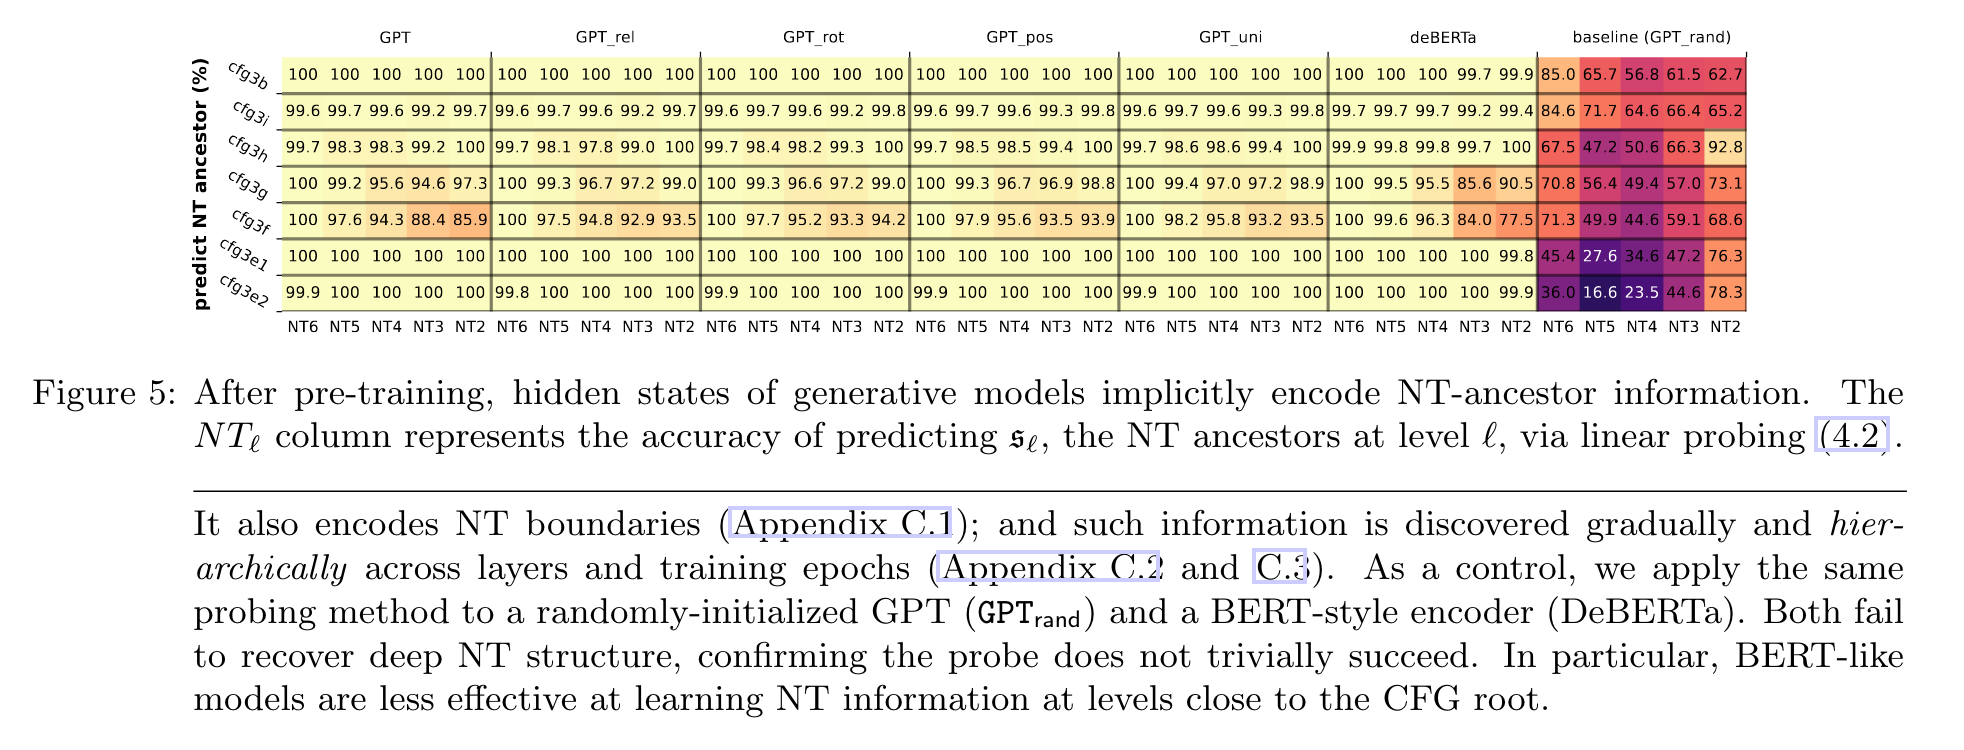 GPT GPT_rel GPT_rot GPT_pos GPT_uni deBERTa baseline (GPT_rand)
predict NT ancestor (%)
cfg3b 100 100 100 100 100 100 100 100 100 100 100 100 100 100 100 100 100 100 100 100 100 100 100 100 100 100 100 100 99.7 99.9 85.0 65.7 56.8 61.5 62.7
cfg3i 99.6 99.7 99.6 99.2 99.7 99.6 99.7 99.6 99.2 99.7 99.6 99.7 99.6 99.2 99.8 99.6 99.7 99.6 99.3 99.8 99.6 99.7 99.6 99.3 99.8 99.7 99.7 99.7 99.2 99.4 84.6 71.7 64.6 66.4 65.2
cfg3h 99.7 98.3 98.3 99.2 100 99.7 98.1 97.8 99.0 100 99.7 98.4 98.2 99.3 100 99.7 98.5 98.5 99.4 100 99.7 98.6 98.6 99.4 100 99.9 99.8 99.8 99.7 100 67.5 47.2 50.6 66.3 92.8
cfg3g 100 99.2 95.6 94.6 97.3 100 99.3 96.7 97.2 99.0 100 99.3 96.6 97.2 99.0 100 99.3 96.7 96.9 98.8 100 99.4 97.0 97.2 98.9 100 99.5 95.5 85.6 90.5 70.8 56.4 49.4 57.0 73.1
cfg3f 100 97.6 94.3 88.4 85.9 100 97.5 94.8 92.9 93.5 100 97.7 95.2 93.3 94.2 100 97.9 95.6 93.5 93.9 100 98.2 95.8 93.2 93.5 100 99.6 96.3 84.0 77.5 71.3 49.9 44.6 59.1 68.6
cfg3e1 100 100 100 100 100 100 100 100 100 100 100 100 100 100 100 100 100 100 100 100 100 100 100 100 100 100 100 100 100 99.8 45.4 27.6 34.6 47.2 76.3
cfg3e2 99.9 100 100 100 100 99.8 100 100 100 100 99.9 100 100 100 100 99.9 100 100 100 100 99.9 100 100 100 100 100 100 100 100 99.9 36.0 16.6 23.5 44.6 78.3
NT6 NT5 NT4 NT3 NT2 NT6 NT5 NT4 NT3 NT2 NT6 NT5 NT4 NT3 NT2 NT6 NT5 NT4 NT3 NT2 NT6 NT5 NT4 NT3 NT2 NT6 NT5 NT4 NT3 NT2 NT6 NT5 NT4 NT3 NT2
Figure 5: After pre-training, hidden states of generative models implicitly encode NT-ancestor information. The
NTℓ column represents the accuracy of predicting 𝔰ℓ, the NT ancestors at level ℓ, via linear probing (4.2).
It also encodes NT boundaries (Appendix C.1); and such information is discovered gradually and hier-
archically across layers and training epochs (Appendix C.2 and C.3). As a control, we apply the same
probing method to a randomly-initialized GPT (GPTrand) and a BERT-style encoder (DeBERTa). Both fail
to recover deep NT structure, confirming the probe does not trivially succeed. In particular, BERT-like
models are less effective at learning NT information at levels close to the CFG root.